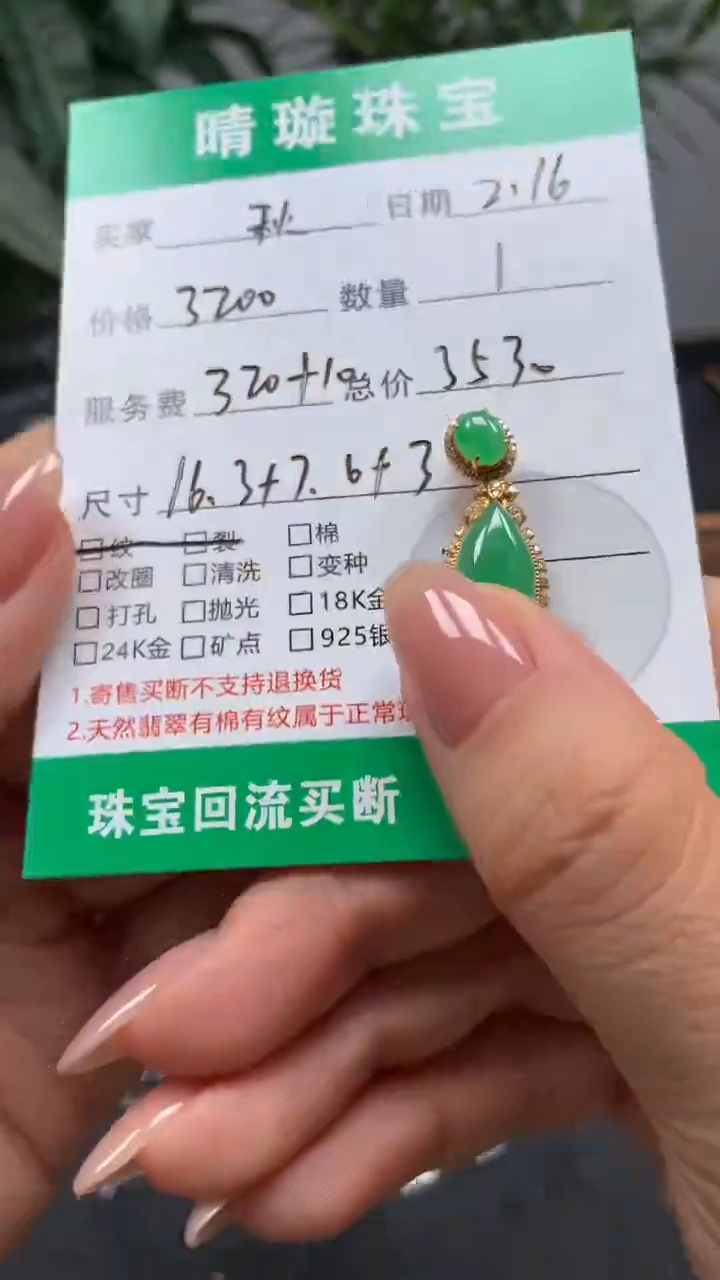 晴璇珠宝
买家 秋 日期 2.16
价格 3200 数量 1
服务费 320+10 总价 3530
尺寸 16.3+7.6+3
□纹 □裂 □棉
□改圈 □清洗 □变种
□打孔 □抛光 □18K金
□24K金 □矿点 □925银
1.寄售买断不支持退换货
2.天然翡翠有棉有纹属于正常
珠宝回流买断